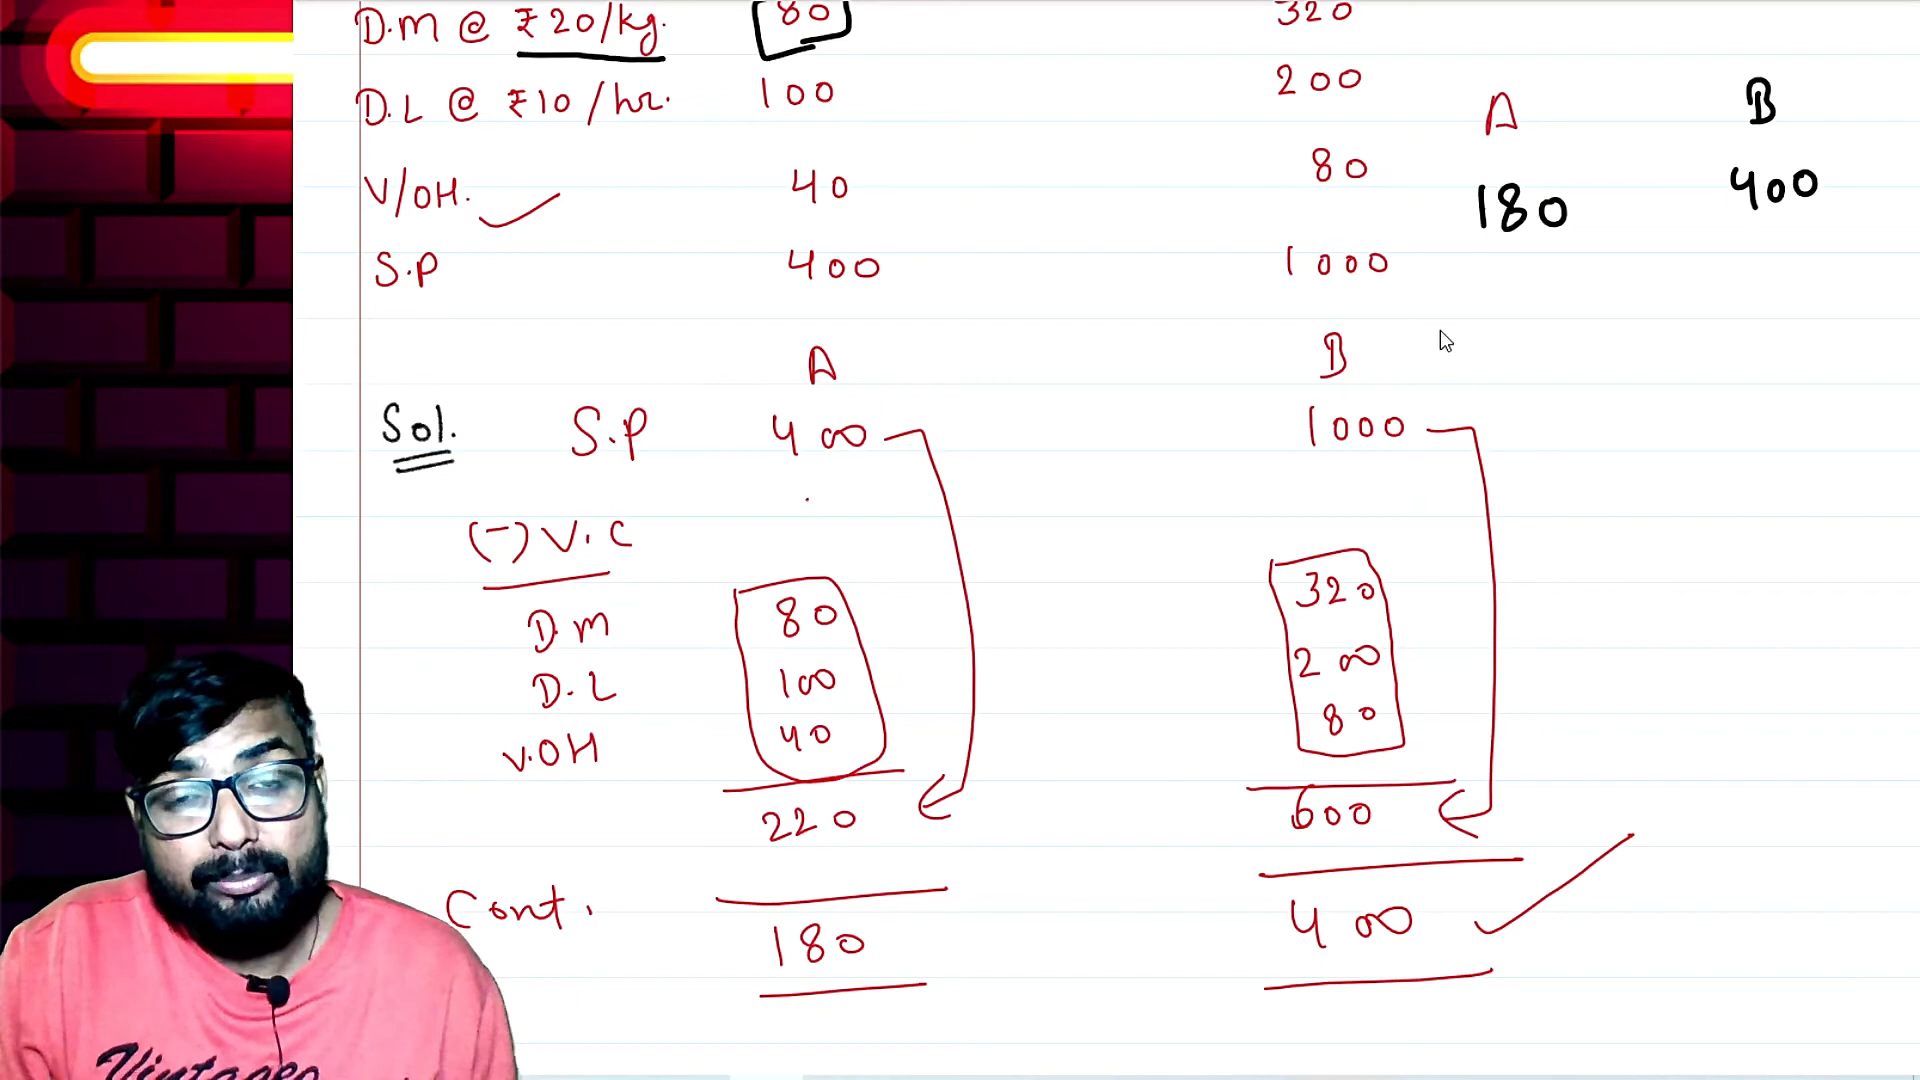 D.M @ ₹20/kg. 80 320
D.L @ ₹10/hr. 100 200
A B
V/OH. 40 80
180 400
S.P 400 1000
A B
Sol. S.P 400 1000
(-) V.C
D.M 80 320
D.L 100 200
V.OH 40 80
220 600
Cont. 180 400
Vintages